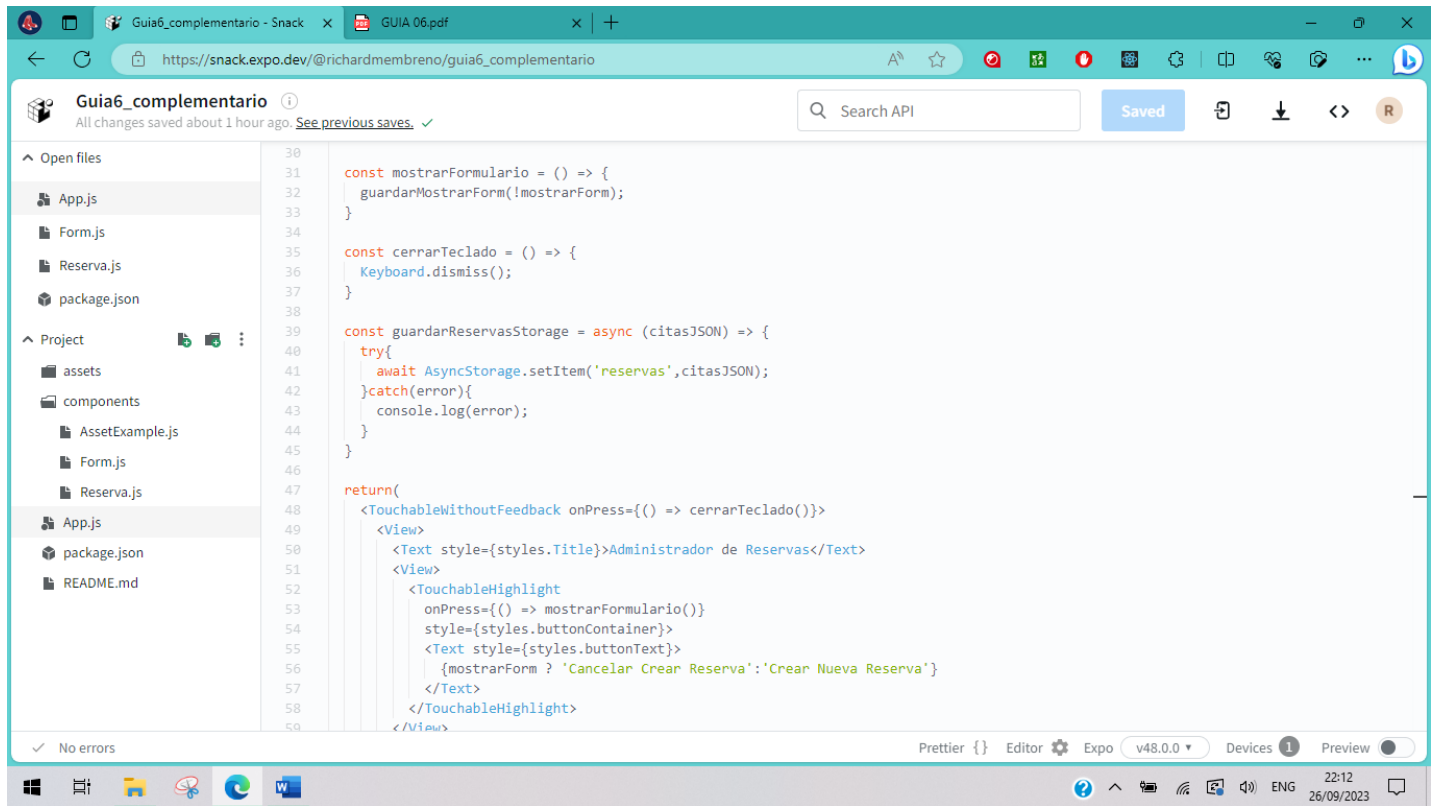 Guia6_complementario - Snack
GUIA 06.pdf
https://snack.expo.dev/@richardmembreno/guia6_complementario
Guia6_complementario
All changes saved about 1 hour ago. See previous saves.
Search API
Saved
R
Open files
App.js
Form.js
Reserva.js
package.json
Project
assets
components
AssetExample.js
Form.js
Reserva.js
App.js
package.json
README.md
30
31 const mostrarFormulario = () => {
32 guardarMostrarForm(!mostrarForm);
33 }
34
35 const cerrarTeclado = () => {
36 Keyboard.dismiss();
37 }
38
39 const guardarReservasStorage = async (citasJSON) => {
40 try{
41 await AsyncStorage.setItem('reservas',citasJSON);
42 }catch(error){
43 console.log(error);
44 }
45 }
46
47 return(
48 <TouchableWithoutFeedback onPress={() => cerrarTeclado()}>
49 <View>
50 <Text style={styles.Title}>Administrador de Reservas</Text>
51 <View>
52 <TouchableHighlight
53 onPress={() => mostrarFormulario()}
54 style={styles.buttonContainer}>
55 <Text style={styles.buttonText}>
56 {mostrarForm ? 'Cancelar Crear Reserva':'Crear Nueva Reserva'}
57 </Text>
58 </TouchableHighlight>
59 </View>
No errors
Prettier {} Editor Expo v48.0.0 Devices 1 Preview
ENG
22:12
26/09/2023